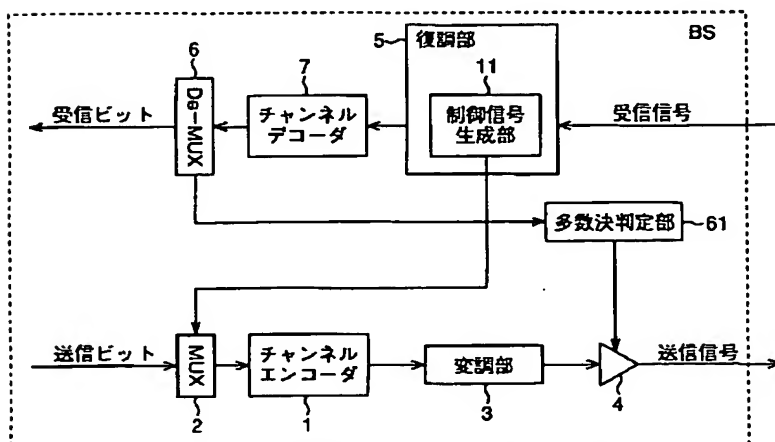 BS
5
復調部
6
7
11
De-MUX
チャンネル
デコーダ
制御信号
生成部
受信ビット
受信信号
多数決判定部
61
送信ビット
MUX
チャンネル
エンコーダ
変調部
送信信号
2
1
3
4